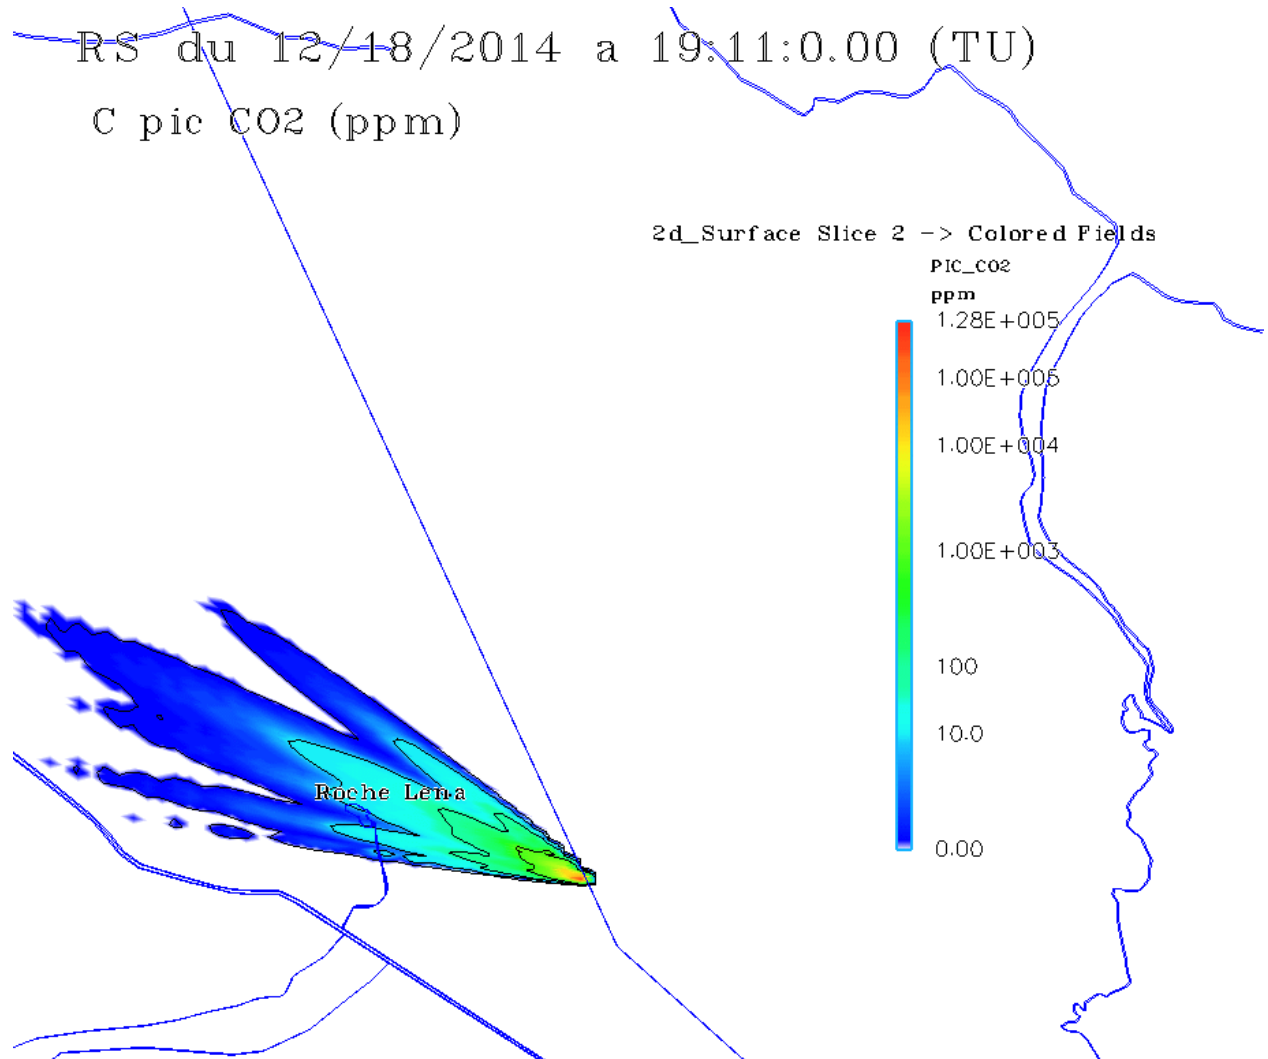 RS du 12/18/2014 a 19:11:0.00 (TU)
C pic CO2 (ppm)
2d_Surface Slice 2 -> Colored Fields
PIC_CO2
ppm
1.28E+005
1.00E+005
1.00E+004
1.00E+003
100
10.0
0.00
Roche Lena